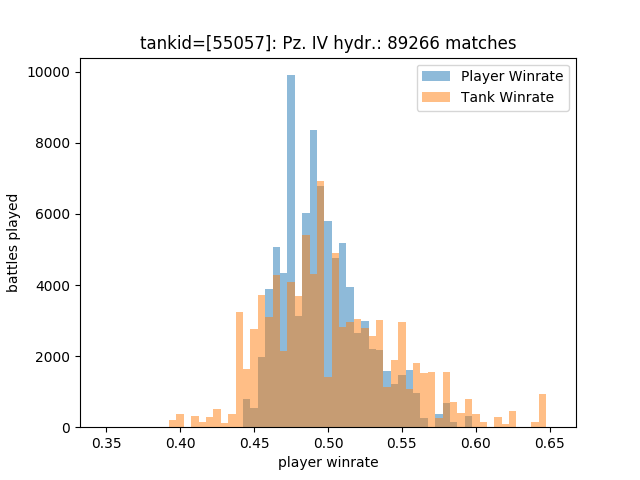 tankid=[55057]: Pz. IV hydr.: 89266 matches
Player Winrate
Tank Winrate
10000
8000
6000
4000
2000
0
battles played
0.35 0.40 0.45 0.50 0.55 0.60 0.65
player winrate